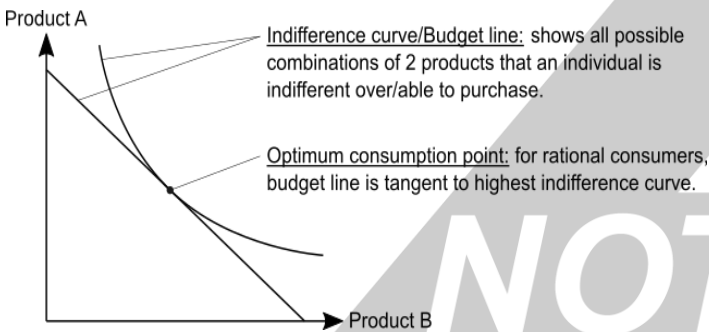 Product A
Indifference curve/Budget line: shows all possible
combinations of 2 products that an individual is
indifferent over/able to purchase.
Optimum consumption point: for rational consumers,
budget line is tangent to highest indifference curve.
Product B